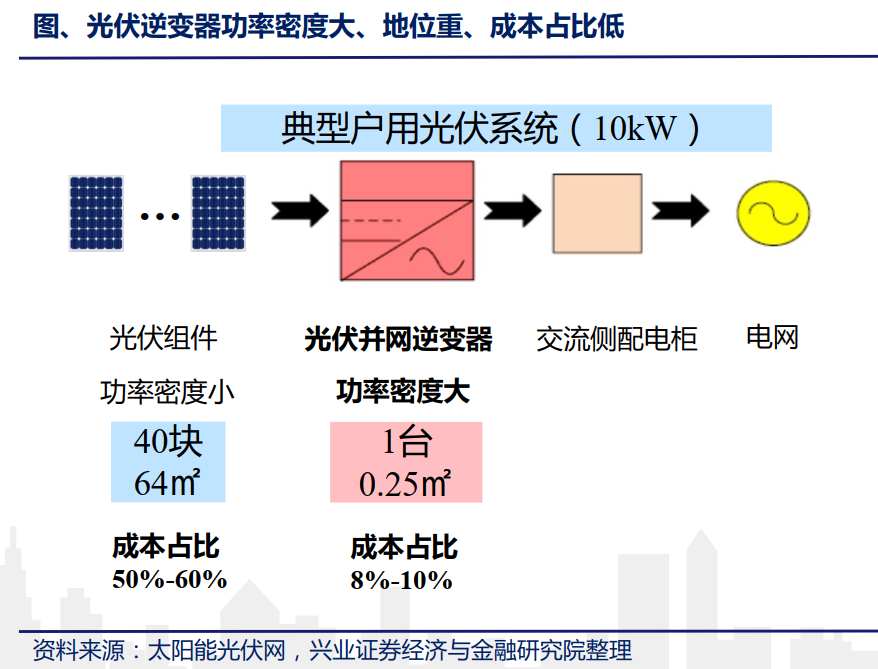 图、光伏逆变器功率密度大、地位重、成本占比低
典型户用光伏系统（10kW）
光伏组件 光伏并网逆变器 交流侧配电柜 电网
功率密度小 功率密度大
40块 1台
64㎡ 0.25㎡
成本占比 成本占比
50%-60% 8%-10%
资料来源：太阳能光伏网，兴业证券经济与金融研究院整理